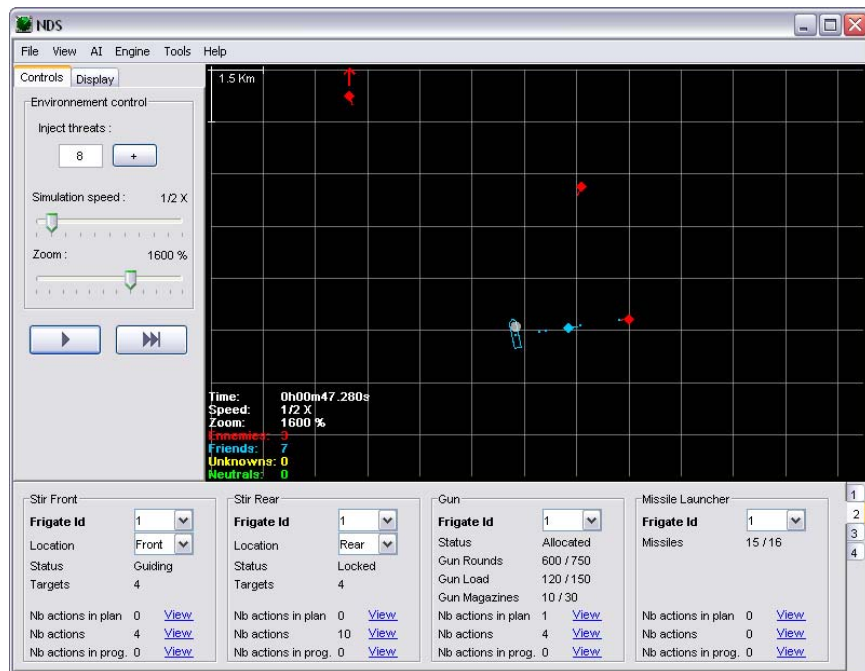 NDS
File View AI Engine Tools Help
Controls Display
Environnement control
Inject threats :
8 +
Simulation speed : 1/2 X
Zoom : 1600 %
1.5 Km
Time: 0h00m47.280s
Speed: 1/2 X
Zoom: 1600 %
Ennemies: 3
Friends: 7
Unknowns: 0
Neutrals: 0
Stir Front
Frigate Id 1
Location Front
Status Guiding
Targets 4
Nb actions in plan 0 View
Nb actions 4 View
Nb actions in prog. 0 View
Stir Rear
Frigate Id 1
Location Rear
Status Locked
Targets 4
Nb actions in plan 0 View
Nb actions 10 View
Nb actions in prog. 0 View
Gun
Frigate Id 1
Status Allocated
Gun Rounds 600 / 750
Gun Load 120 / 150
Gun Magazines 10 / 30
Nb actions in plan 1 View
Nb actions 4 View
Nb actions in prog. 0 View
Missile Launcher
Frigate Id 1
Missiles 15 / 16
Nb actions in plan 0 View
Nb actions 0 View
Nb actions in prog. 0 View
1
2
3
4